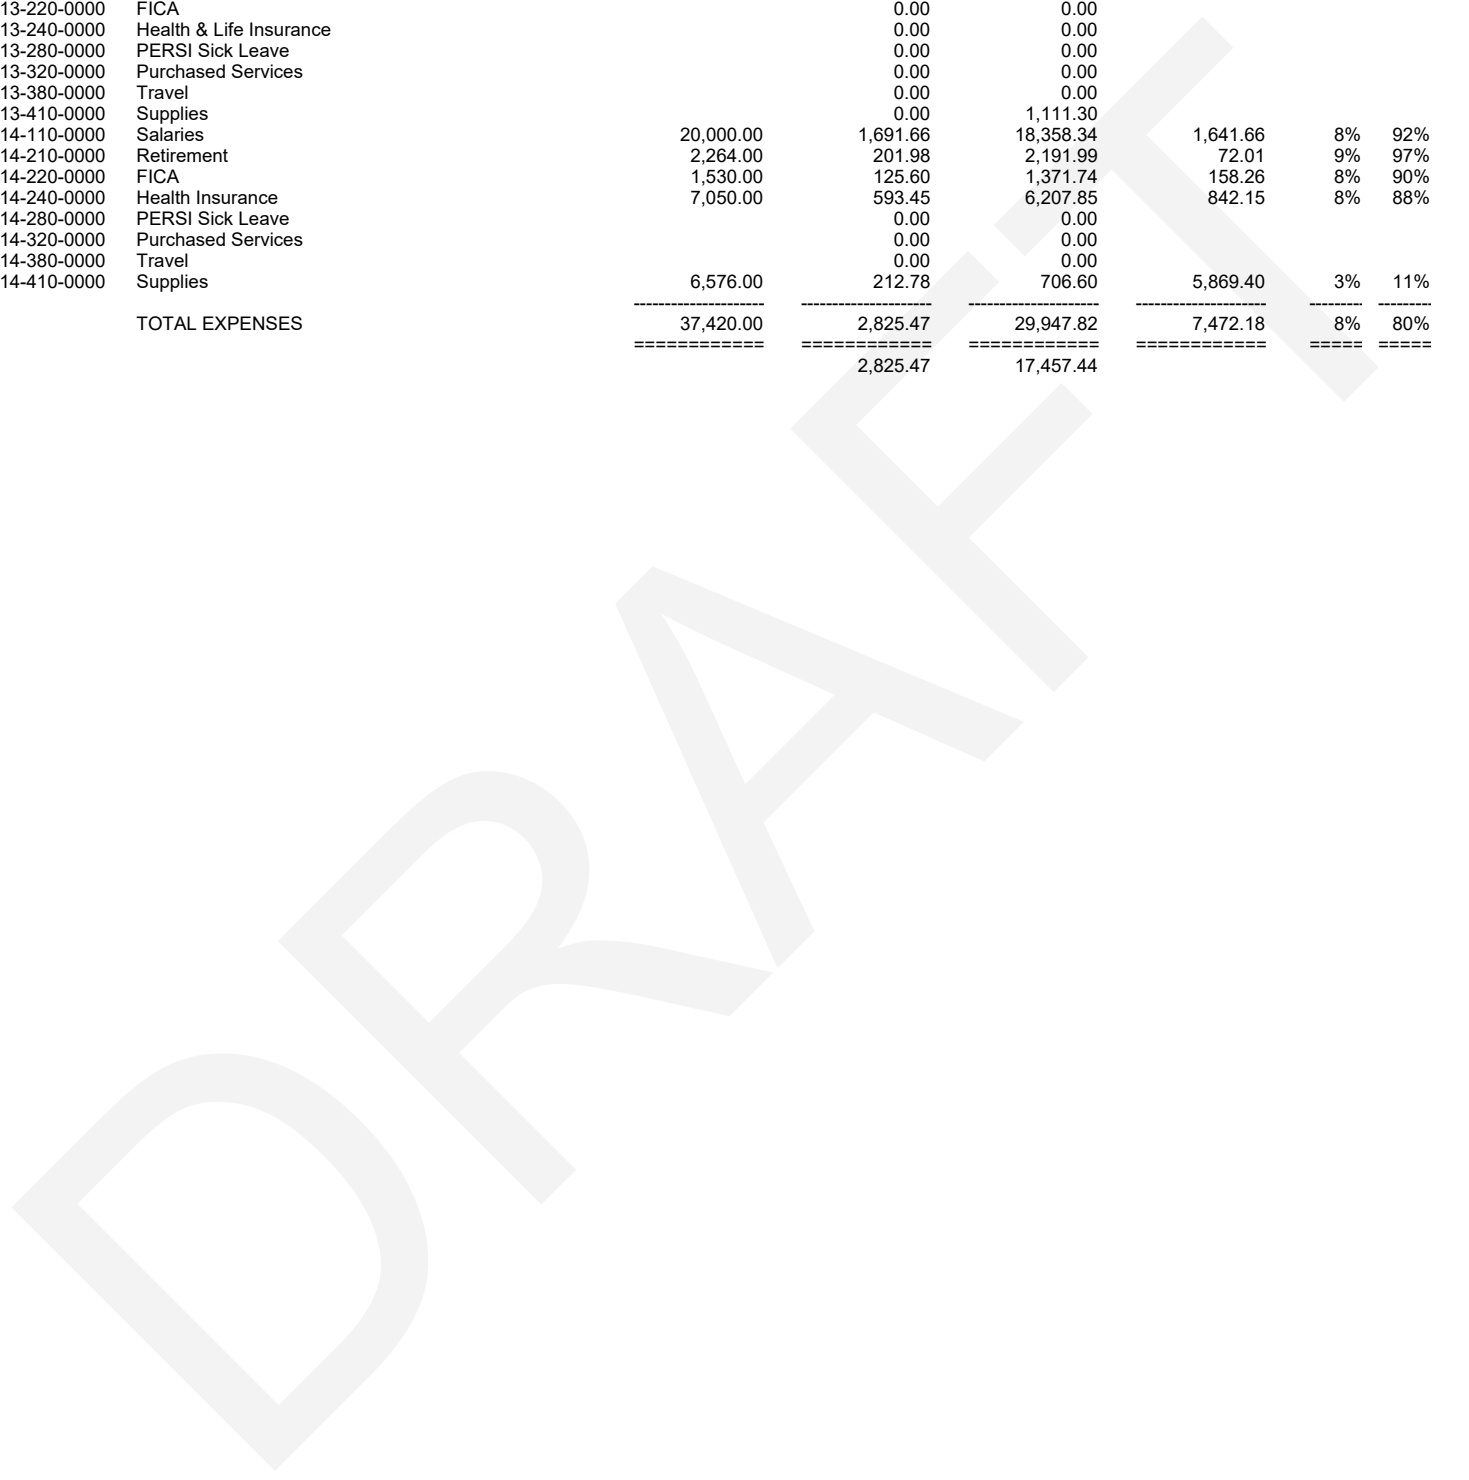 13-220-0000 FICA 0.00 0.00
13-240-0000 Health & Life Insurance 0.00 0.00
13-280-0000 PERSI Sick Leave 0.00 0.00
13-320-0000 Purchased Services 0.00 0.00
13-380-0000 Travel 0.00 0.00
13-410-0000 Supplies 0.00 1,111.30
14-110-0000 Salaries 20,000.00 1,691.66 18,358.34 1,641.66 8% 92%
14-210-0000 Retirement 2,264.00 201.98 2,191.99 72.01 9% 97%
14-220-0000 FICA 1,530.00 125.60 1,371.74 158.26 8% 90%
14-240-0000 Health Insurance 7,050.00 593.45 6,207.85 842.15 8% 88%
14-280-0000 PERSI Sick Leave 0.00 0.00
14-320-0000 Purchased Services 0.00 0.00
14-380-0000 Travel 0.00 0.00
14-410-0000 Supplies 6,576.00 212.78 706.60 5,869.40 3% 11%
--------------------- --------------------- --------------------- --------------------- -------- --------
TOTAL EXPENSES 37,420.00 2,825.47 29,947.82 7,472.18 8% 80%
============ ============ ============ ============ ===== =====
2,825.47 17,457.44
DRAFT